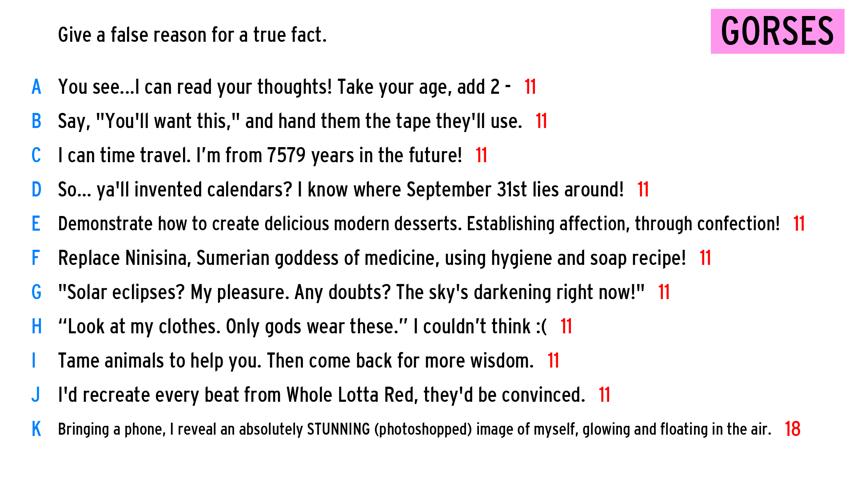 Give a false reason for a true fact.
GORSES
A You see...I can read your thoughts! Take your age, add 2 - 11
B Say, "You'll want this," and hand them the tape they'll use. 11
C I can time travel. I'm from 7579 years in the future! 11
D So... ya'll invented calendars? I know where September 31st lies around! 11
E Demonstrate how to create delicious modern desserts. Establishing affection, through confection! 11
F Replace Ninisina, Sumerian goddess of medicine, using hygiene and soap recipe! 11
G "Solar eclipses? My pleasure. Any doubts? The sky's darkening right now!" 11
H “Look at my clothes. Only gods wear these.” I couldn’t think :( 11
I Tame animals to help you. Then come back for more wisdom. 11
J I'd recreate every beat from Whole Lotta Red, they'd be convinced. 11
K Bringing a phone, I reveal an absolutely STUNNING (photoshopped) image of myself, glowing and floating in the air. 18